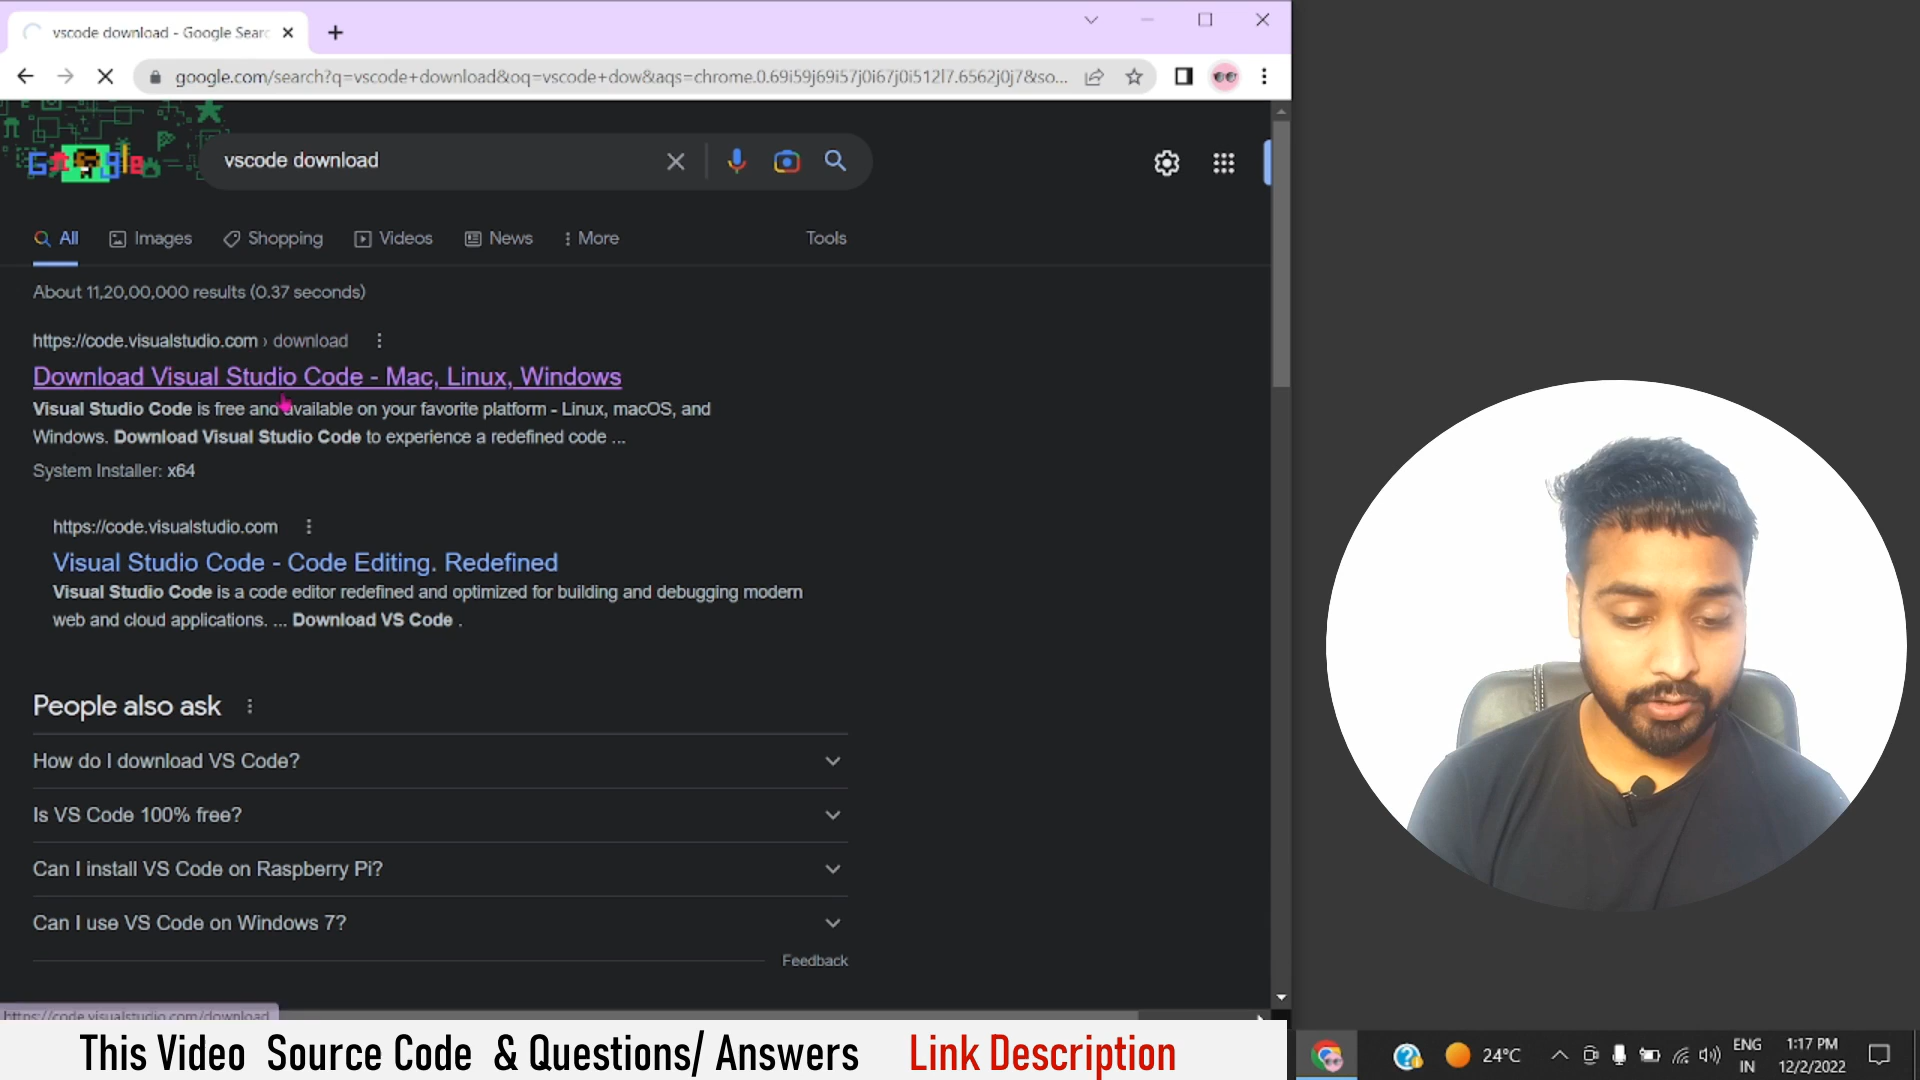 vscode download - Google Searc
google.com/search?q=vscode+download&oq=vscode+dow&aqs=chrome.0.69i59j69i57j0i67j0i512l7.6562j0j7&so...
Google
vscode download
All Images Shopping Videos News More Tools
About 11,20,00,000 results (0.37 seconds)
https://code.visualstudio.com › download
Download Visual Studio Code - Mac, Linux, Windows
Visual Studio Code is free and available on your favorite platform - Linux, macOS, and
Windows. Download Visual Studio Code to experience a redefined code ...
System Installer: x64
https://code.visualstudio.com
Visual Studio Code - Code Editing. Redefined
Visual Studio Code is a code editor redefined and optimized for building and debugging modern
web and cloud applications. ... Download VS Code .
People also ask
How do I download VS Code?
Is VS Code 100% free?
Can I install VS Code on Raspberry Pi?
Can I use VS Code on Windows 7?
Feedback
https://code.visualstudio.com/download
This Video Source Code & Questions/ Answers Link Description
24°C
ENG
IN
1:17 PM
12/2/2022